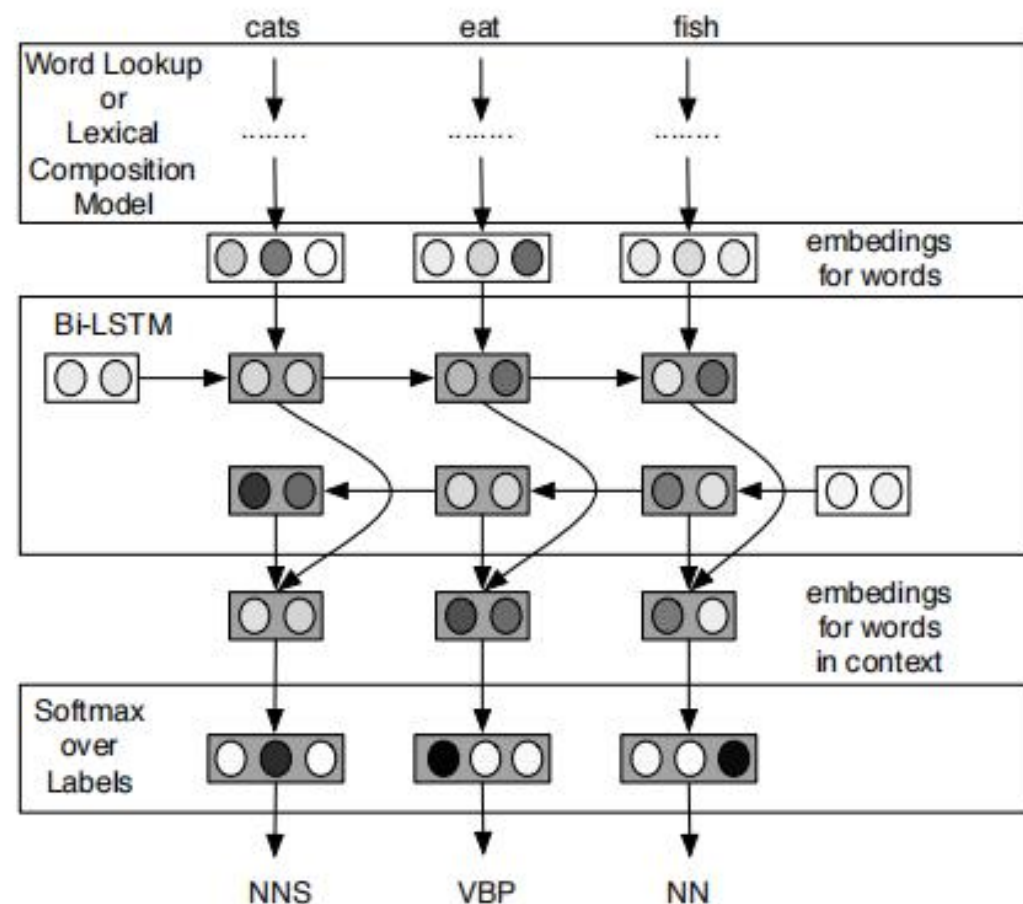 cats eat fish
Word Lookup
or
Lexical
Composition
Model
embedings
for words
Bi-LSTM
embedings
for words
in context
Softmax
over
Labels
NNS VBP NN